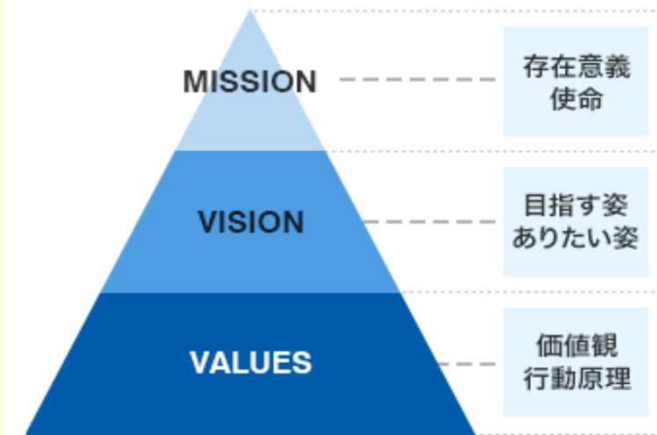 MISSION
存在意義
使命
VISION
目指す姿
ありたい姿
VALUES
価値観
行動原理